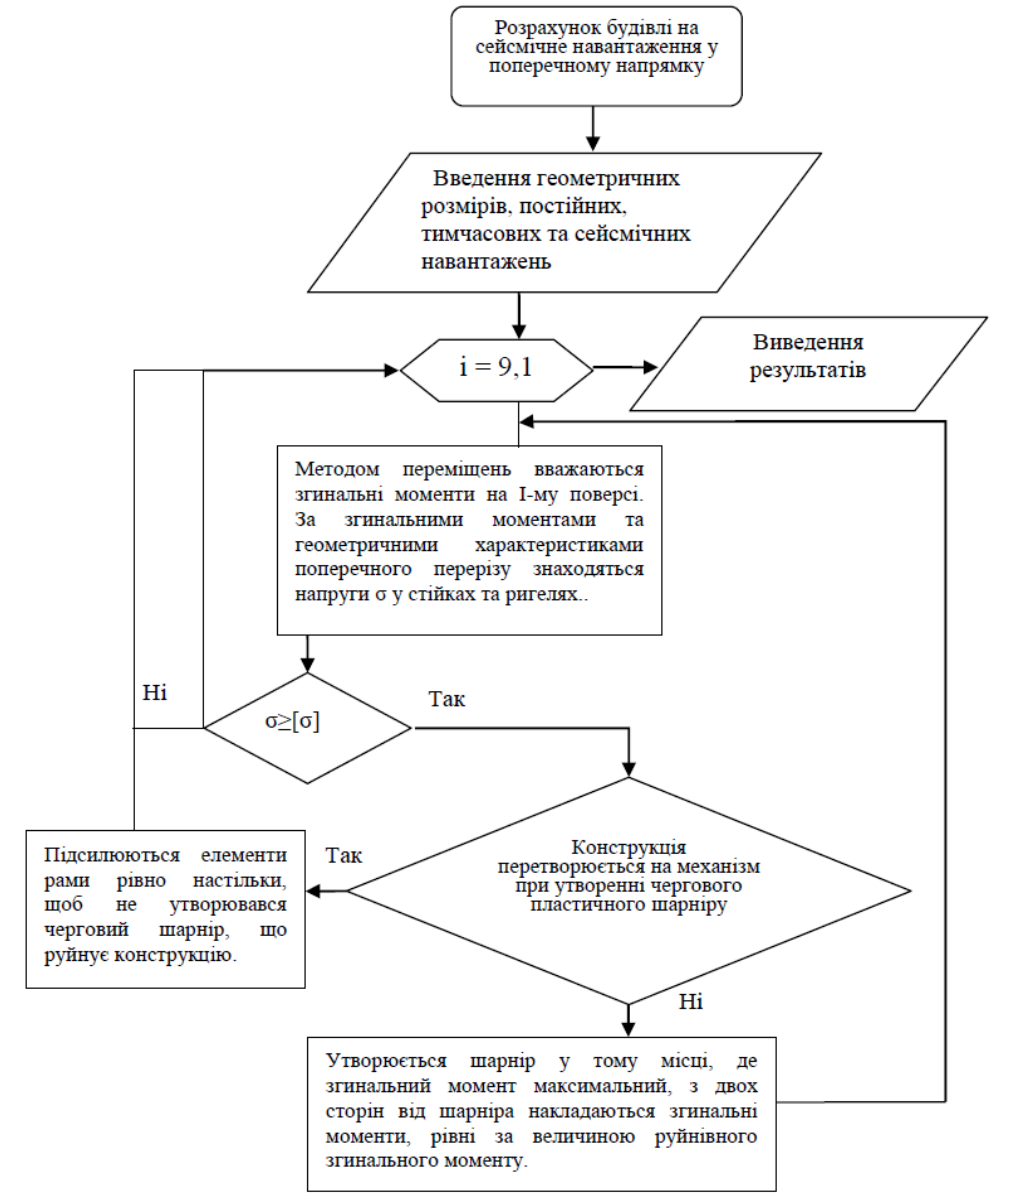 Розрахунок будівлі на
сейсмічне навантаження у
поперечному напрямку
Введення геометричних
розмірів, постійних,
тимчасових та сейсмічних
навантажень
i = 9,1
Виведення
результатів
Методом переміщень вважаються
згинальні моменти на І-му поверсі.
За згинальними моментами та
геометричними характеристиками
поперечного перерізу знаходяться
напруги σ у стійках та ригелях..
Ні
σ≥[σ]
Так
Конструкція
перетворюється на механізм
при утворенні чергового
пластичного шарніру
Так
Підсилюються елементи
рами рівно настільки,
щоб не утворювався
черговий шарнір, що
руйнує конструкцію.
Ні
Утворюється шарнір у тому місці, де
згинальний момент максимальний, з двох
сторін від шарніра накладаються згинальні
моменти, рівні за величиною руйнівного
згинального моменту.